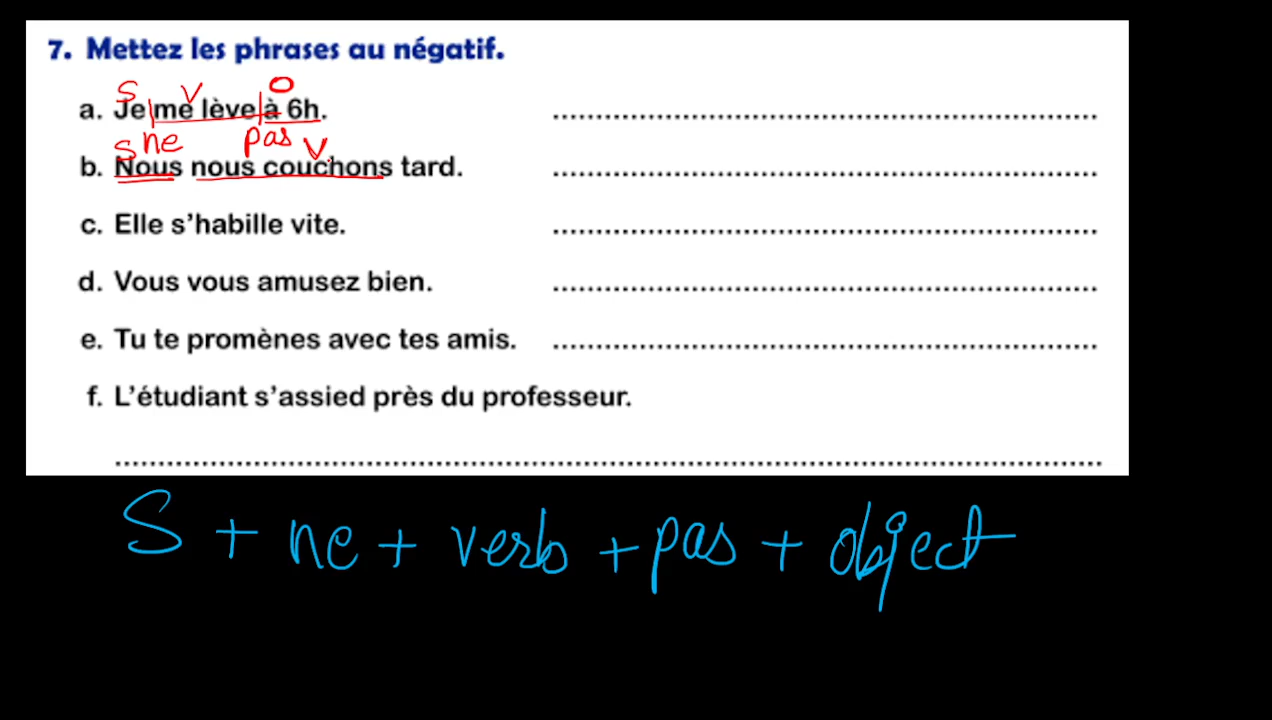 7. Mettez les phrases au négatif.
S V O
a. Je me lève à 6h. ........................................................................
S ne pas V
b. Nous nous couchons tard. ........................................................................
c. Elle s'habille vite. ........................................................................
d. Vous vous amusez bien. ........................................................................
e. Tu te promènes avec tes amis. ........................................................................
f. L'étudiant s'assied près du professeur.
........................................................................
S + ne + verb + pas + object